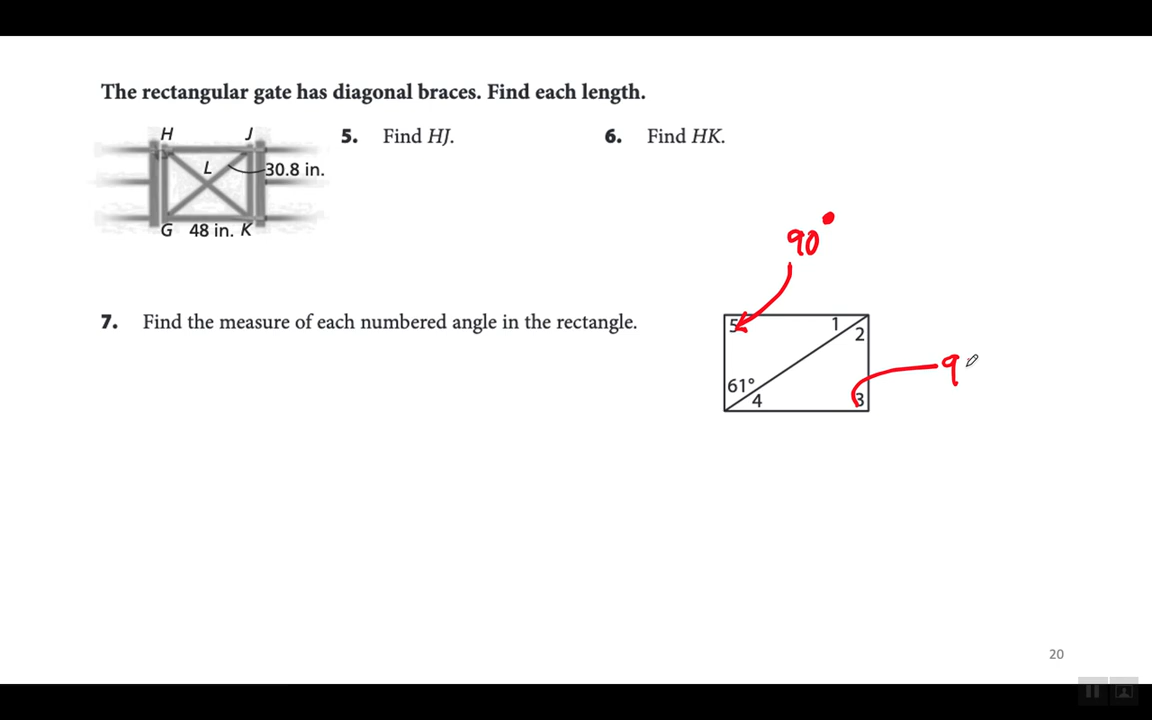 The rectangular gate has diagonal braces. Find each length.
H J
5. Find HJ.
6. Find HK.
L
30.8 in.
G 48 in. K
90°
7. Find the measure of each numbered angle in the rectangle.
5 1
2
61°
4
3
9
20